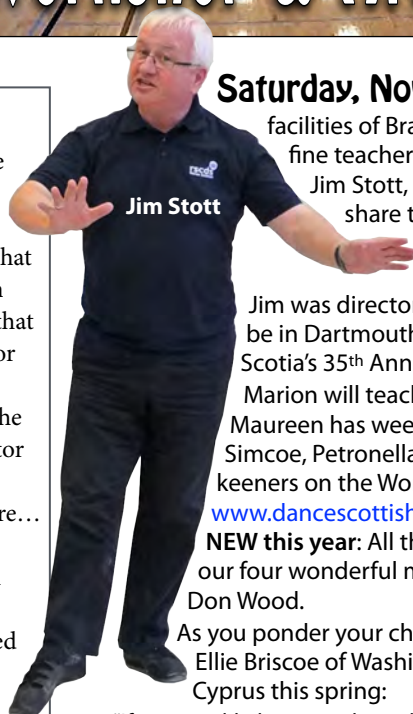 Saturday, No
facilities of Bra
fine teacher
Jim Stott,
share t
rscds
Jim Stott
Jim was directo
be in Dartmouth
Scotia's 35th Ann
Marion will teach
Maureen has wee
Simcoe, Petronella
keeners on the Wo
www.dancescottish
NEW this year: All th
our four wonderful m
Don Wood.
As you ponder your ch
Ellie Briscoe of Washi
Cyprus this spring:
e
hat
n
that
or
he
tor
re…
ed